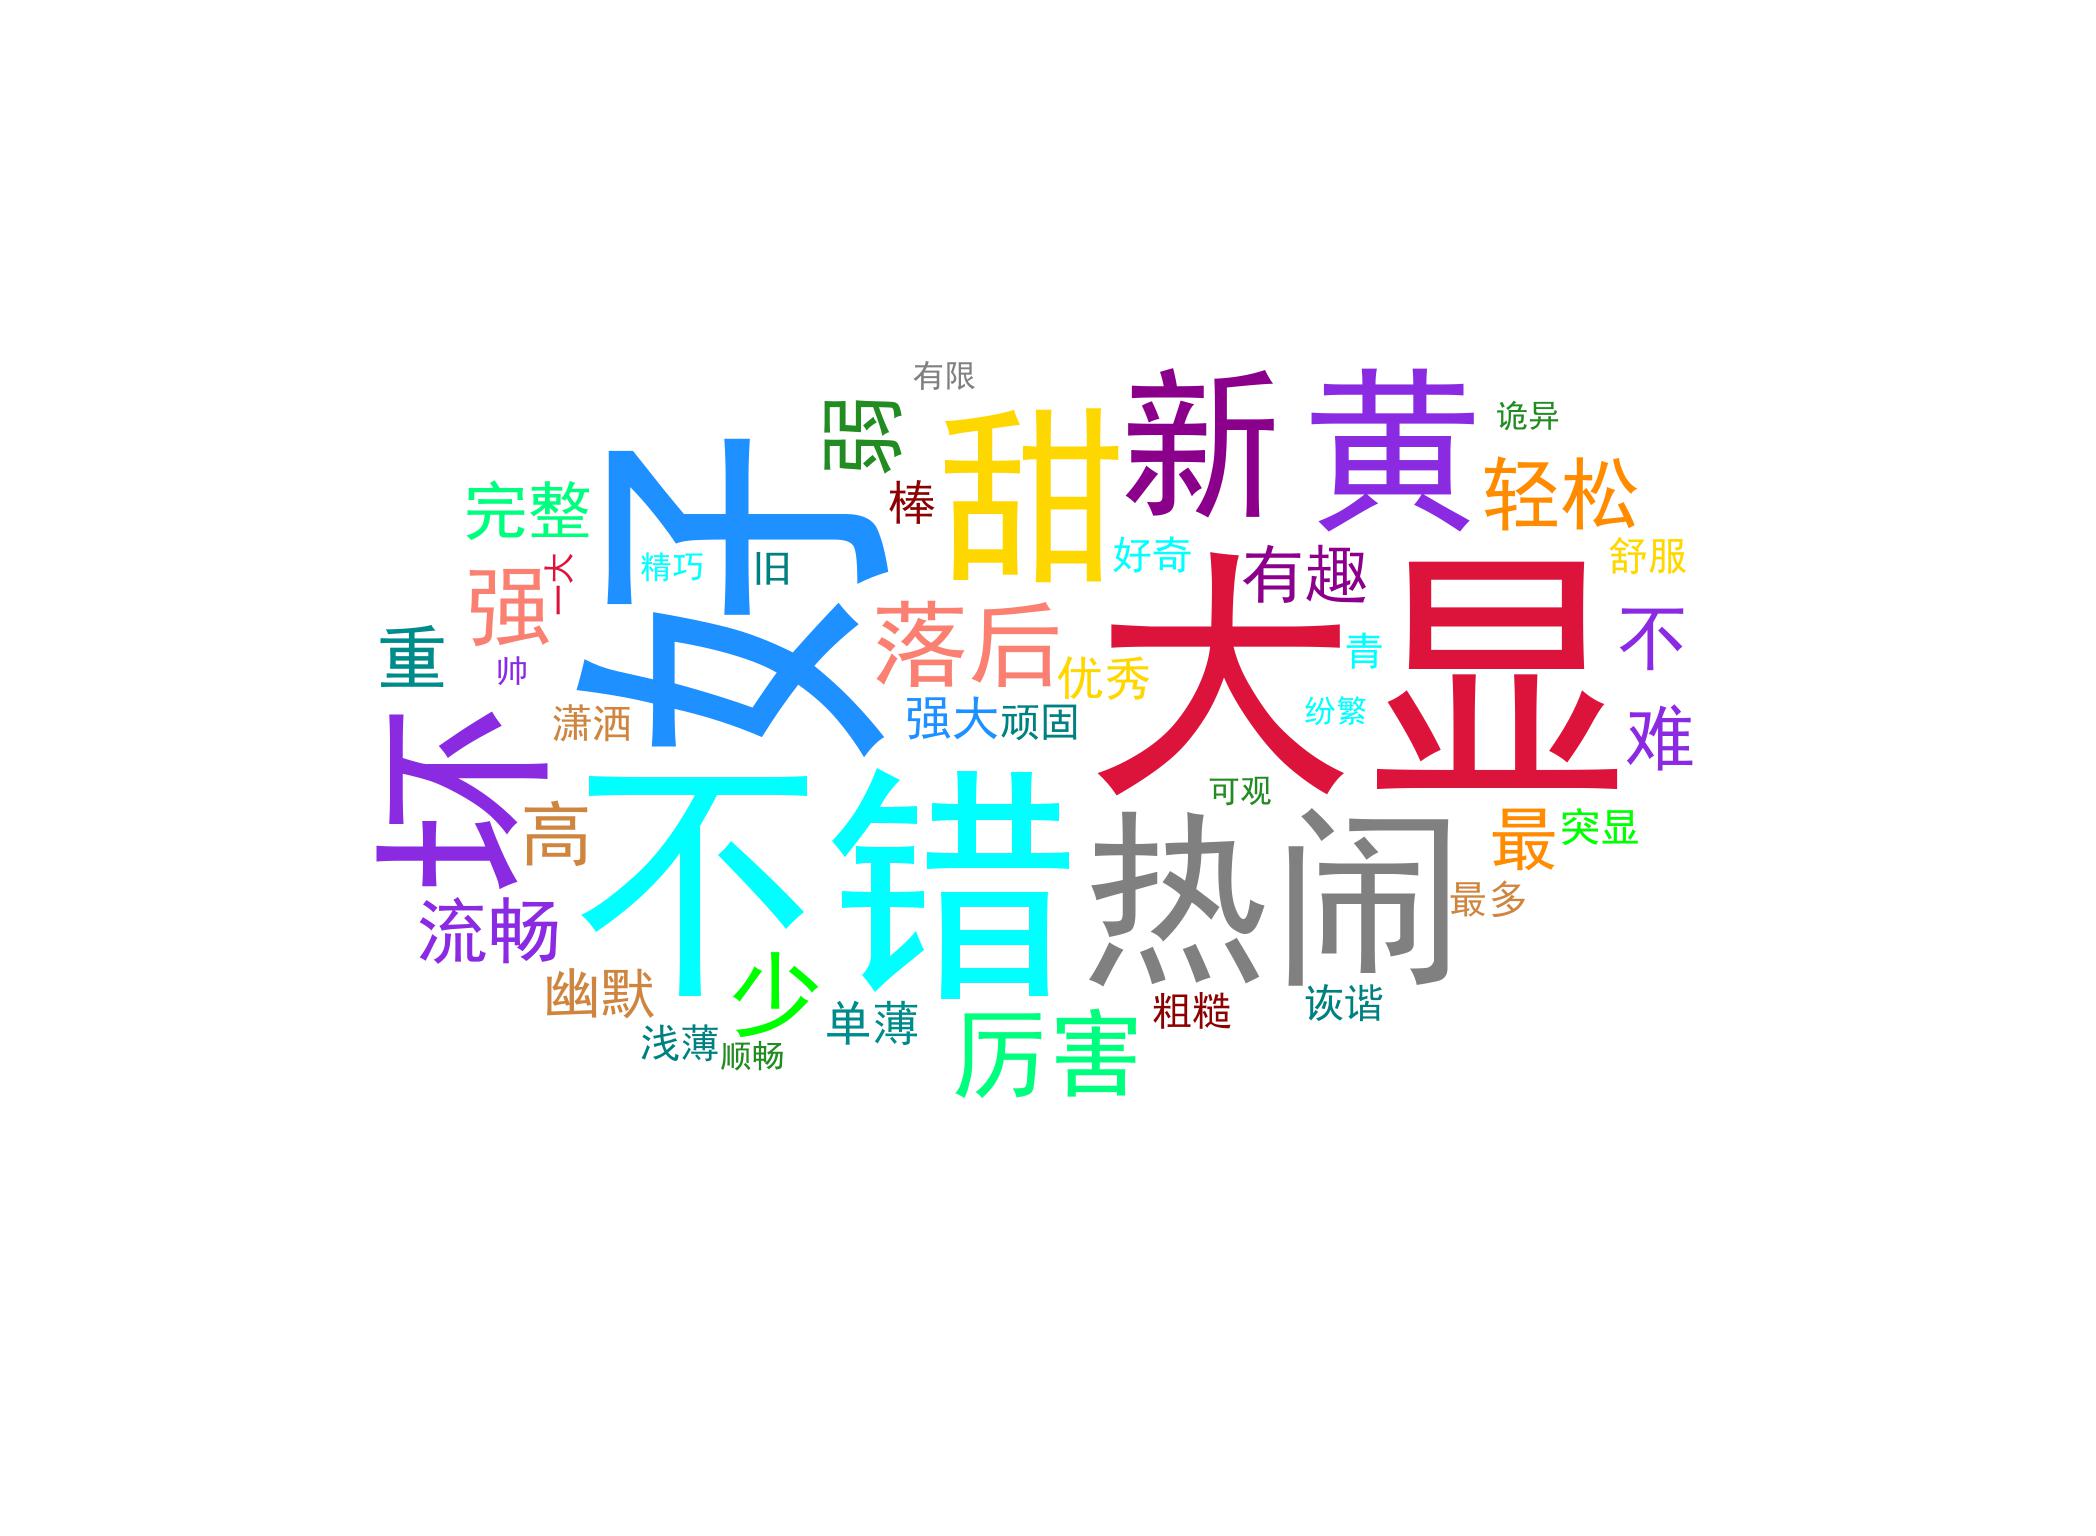 有限
弱
新
黄
诡异
甜
棒
轻松
完整
好
好奇
有趣
舒服
精巧
旧
一大
强
大显
落后
不
青
重
帅
优秀
强大
顽固
纷繁
难
潇洒
坏
不错
可观
热闹
高
最
突显
最多
流畅
幽默
少
单薄
粗糙
诙谐
浅薄
顺畅
厉害